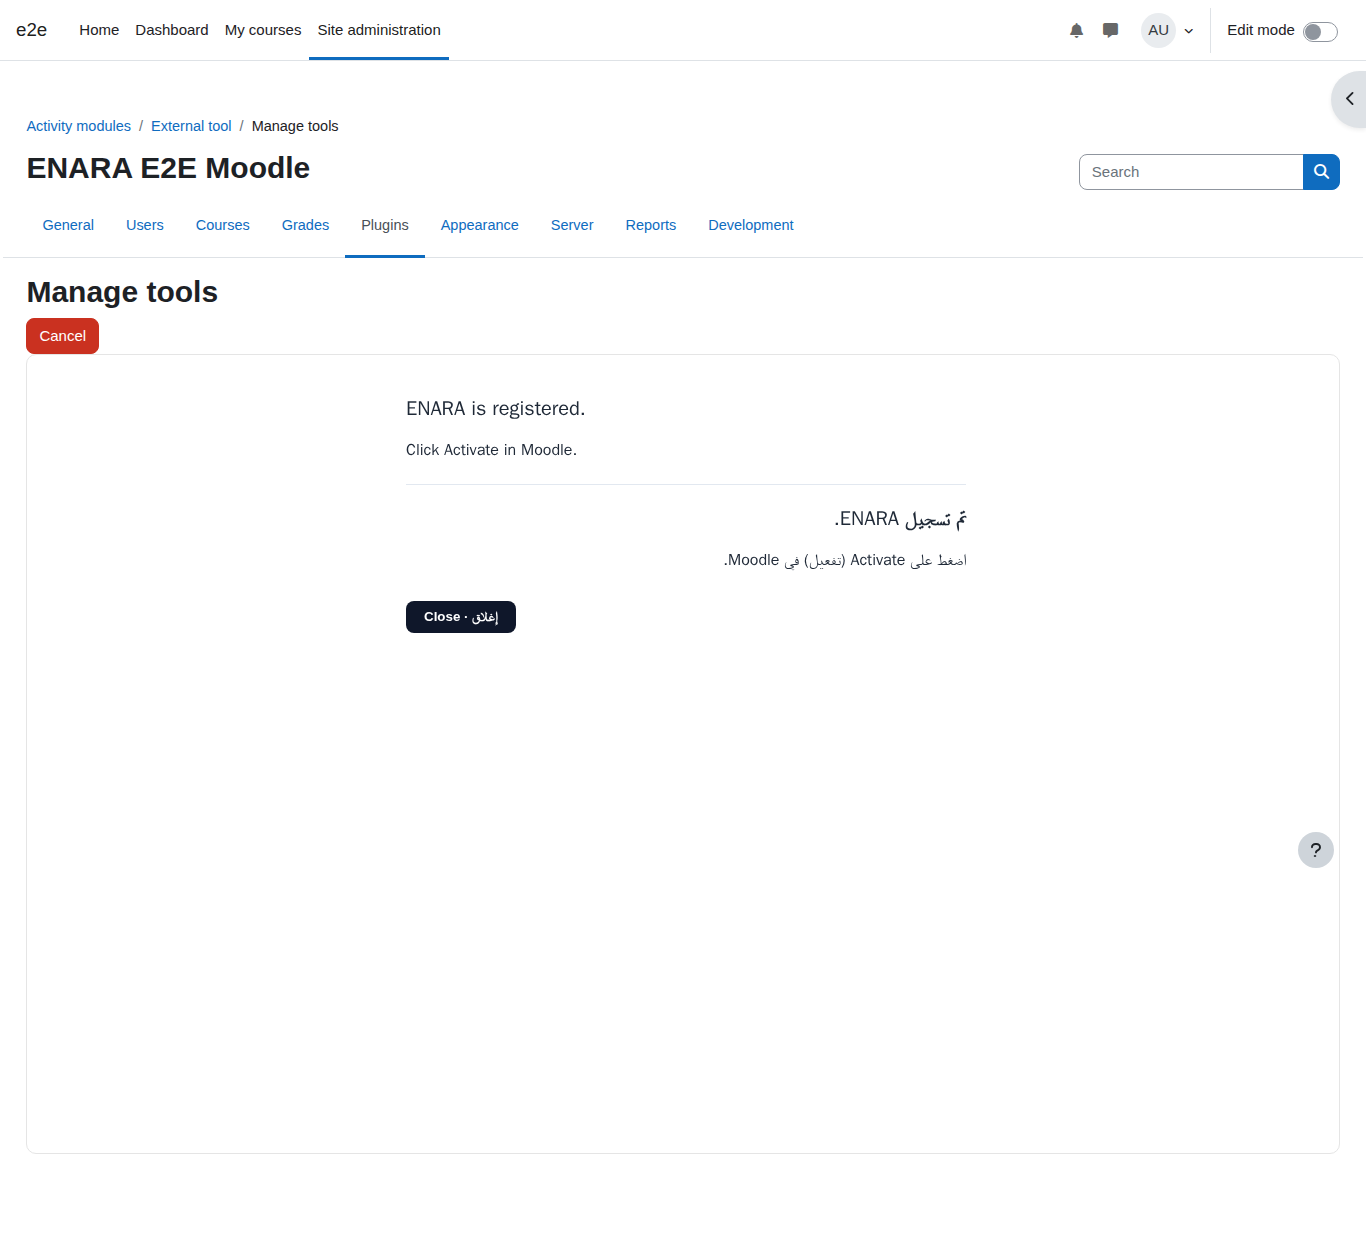 e2e Home Dashboard My courses Site administration AU Edit mode
Activity modules / External tool / Manage tools
ENARA E2E Moodle
Search
General Users Courses Grades Plugins Appearance Server Reports Development
Manage tools
Cancel
ENARA is registered.
Click Activate in Moodle.
تمّ تسجيل ENARA.
اضغط على Activate (تفعيل) في Moodle.
Close · إغلاق
?